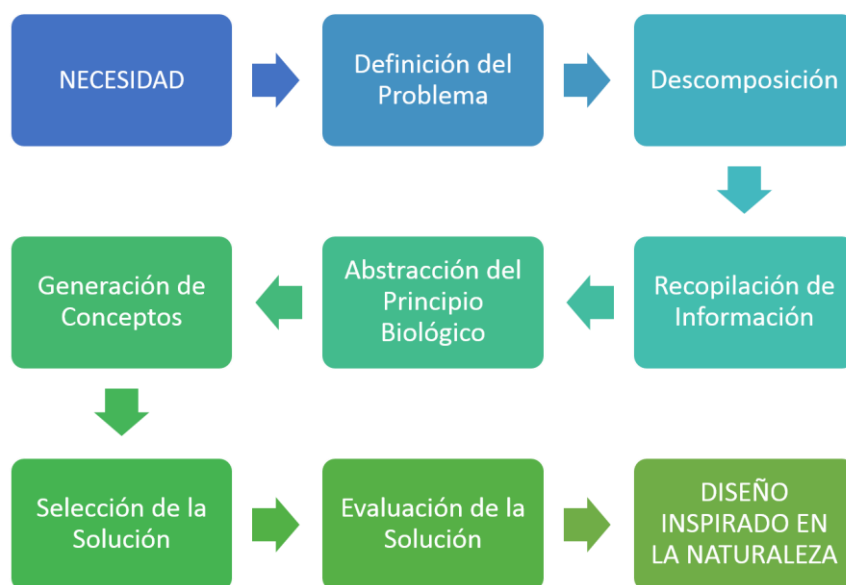 NECESIDAD
Definición del
Problema
Descomposición
Recopilación de
Información
Abstracción del
Principio
Biológico
Generación de
Conceptos
Selección de la
Solución
Evaluación de la
Solución
DISEÑO
INSPIRADO EN
LA NATURALEZA